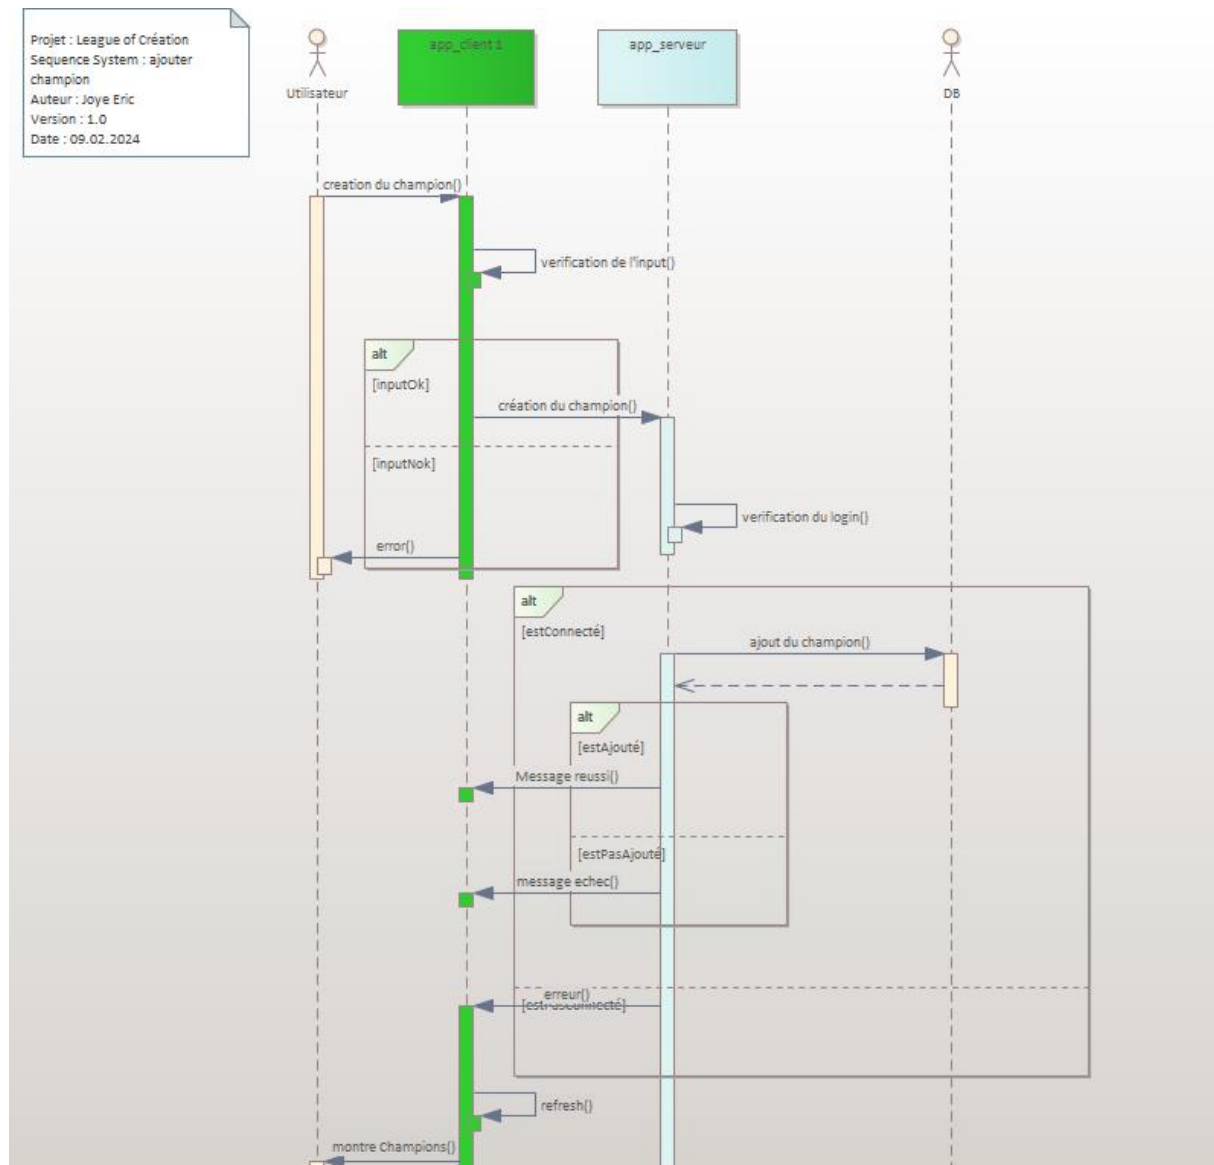 Projet : League of Création
Sequence System : ajouter
champion
Auteur : Joye Eric
Version : 1.0
Date : 09.02.2024
Utilisateur
app_client 1
app_serveur
DB
creation du champion()
verification de l'input()
alt
[inputOk]
création du champion()
[inputNok]
verification du login()
error()
alt
[estConnecté]
ajout du champion()
alt
[estAjouté]
Message reussi()
[estPasAjouté]
message echec()
erreur()
[estPasConnecté]
refresh()
montre Champions()